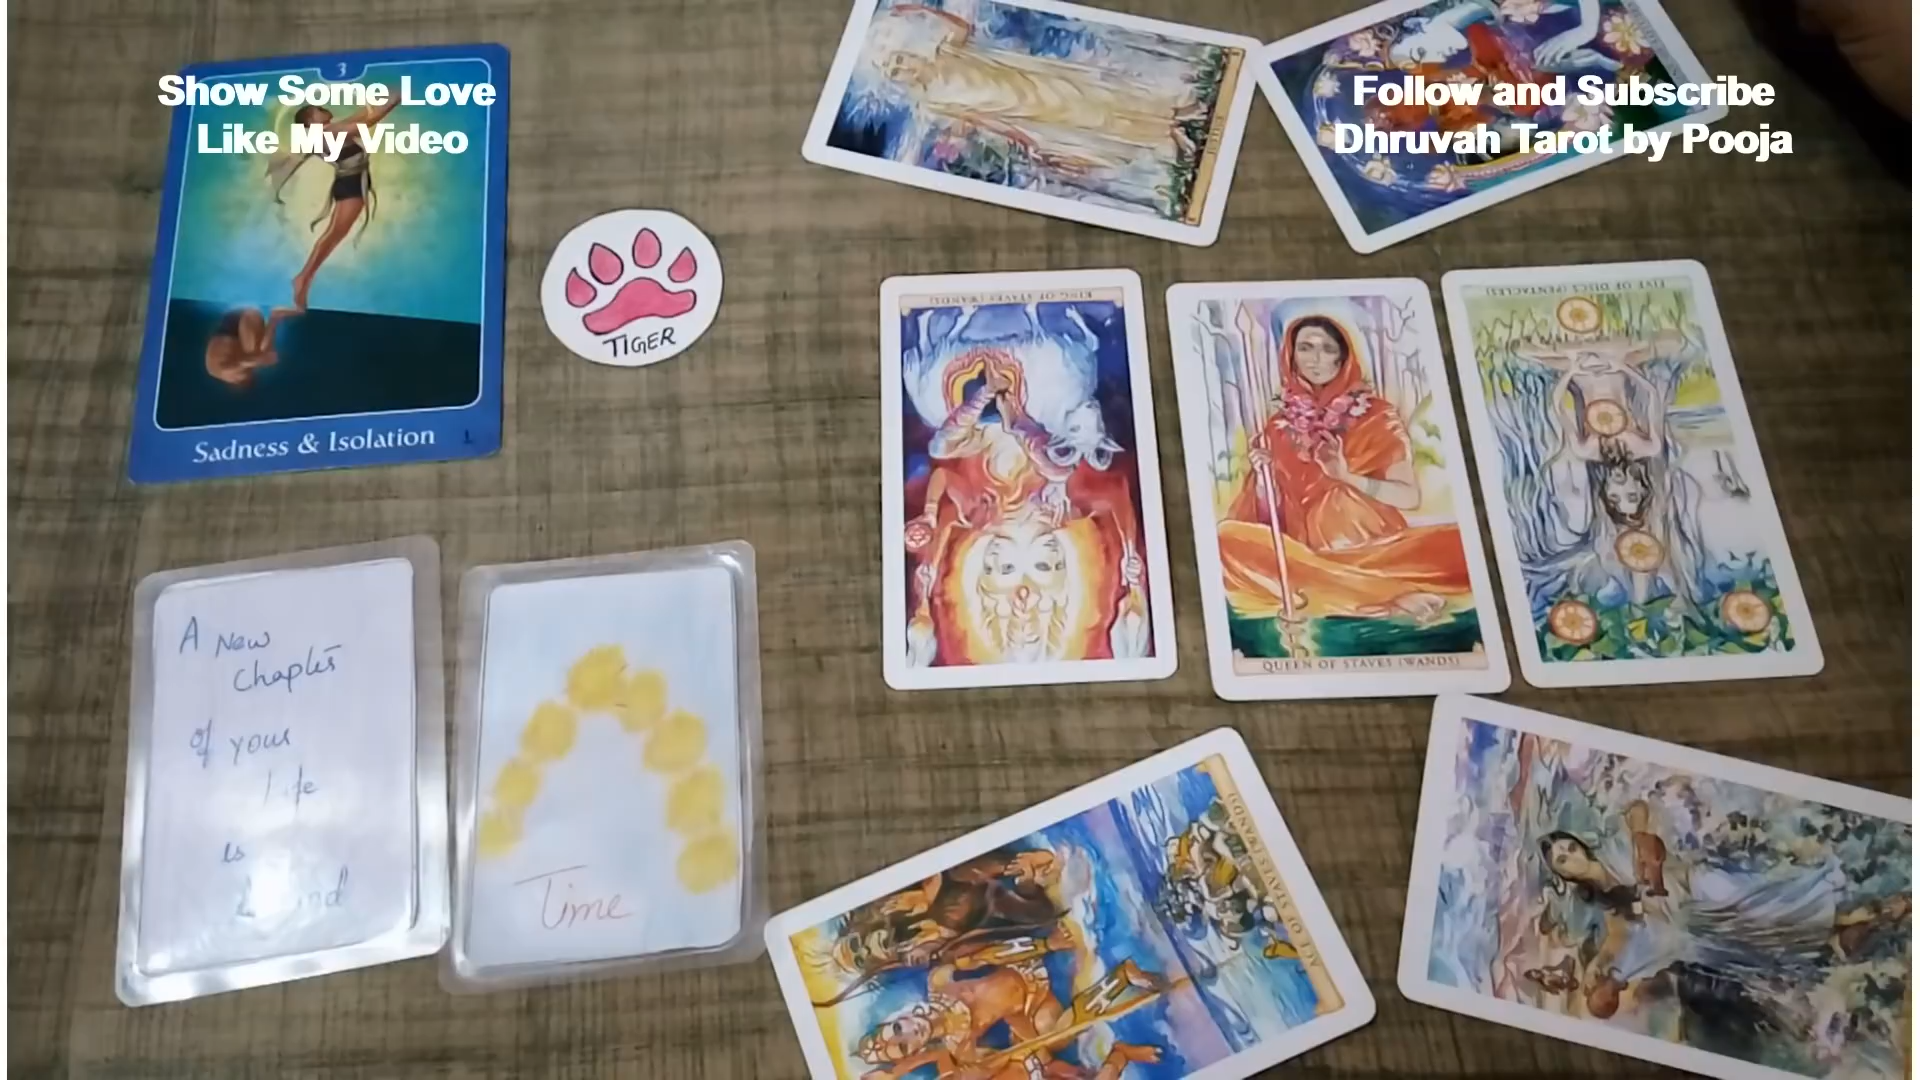 3
Show Some Love
Like My Video
Follow and Subscribe
Dhruvah Tarot by Pooja
TIGER
Sadness & Isolation 1
KING OF STAVES (WANDS)
FIVE OF DISCS (PENTACLES)
QUEEN OF STAVES (WANDS)
A New
Chapter
of your
Life
is
Time
ACE OF STAVES (WANDS)